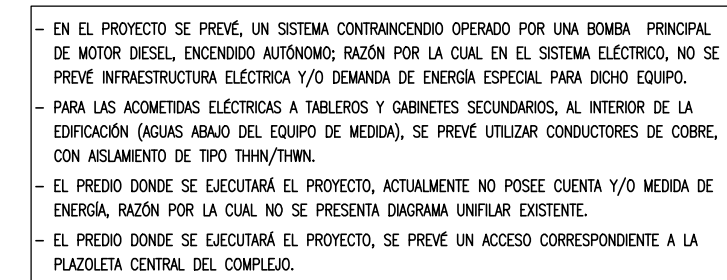 – EN EL PROYECTO SE PREVÉ, UN SISTEMA CONTRAINCENDIO OPERADO POR UNA BOMBA PRINCIPAL
DE MOTOR DIESEL, ENCENDIDO AUTÓNOMO; RAZÓN POR LA CUAL EN EL SISTEMA ELÉCTRICO, NO SE
PREVÉ INFRAESTRUCTURA ELÉCTRICA Y/O DEMANDA DE ENERGÍA ESPECIAL PARA DICHO EQUIPO.
– PARA LAS ACOMETIDAS ELÉCTRICAS A TABLEROS Y GABINETES SECUNDARIOS, AL INTERIOR DE LA
EDIFICACIÓN (AGUAS ABAJO DEL EQUIPO DE MEDIDA), SE PREVÉ UTILIZAR CONDUCTORES DE COBRE,
CON AISLAMIENTO DE TIPO THHN/THWN.
– EL PREDIO DONDE SE EJECUTARÁ EL PROYECTO, ACTUALMENTE NO POSEE CUENTA Y/O MEDIDA DE
ENERGÍA, RAZÓN POR LA CUAL NO SE PRESENTA DIAGRAMA UNIFILAR EXISTENTE.
– EL PREDIO DONDE SE EJECUTARÁ EL PROYECTO, SE PREVÉ UN ACCESO CORRESPONDIENTE A LA
PLAZOLETA CENTRAL DEL COMPLEJO.